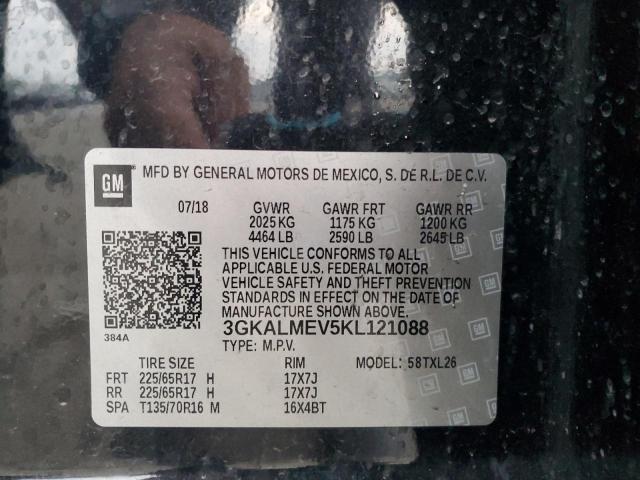 GM
MFD BY GENERAL MOTORS DE MEXICO, S. DE R.L. DE C.V.
07/18 GVWR GAWR FRT GAWR RR
2025 KG 1175 KG 1200 KG
4464 LB 2590 LB 2645 LB
THIS VEHICLE CONFORMS TO ALL
APPLICABLE U.S. FEDERAL MOTOR
VEHICLE SAFETY AND THEFT PREVENTION
STANDARDS IN EFFECT ON THE DATE OF
MANUFACTURE SHOWN ABOVE.
3GKALMEV5KL121088
384A
TYPE: M.P.V.
TIRE SIZE RIM MODEL: 58TXL26
FRT 225/65R17 H 17X7J
RR 225/65R17 H 17X7J
SPA T135/70R16 M 16X4BT